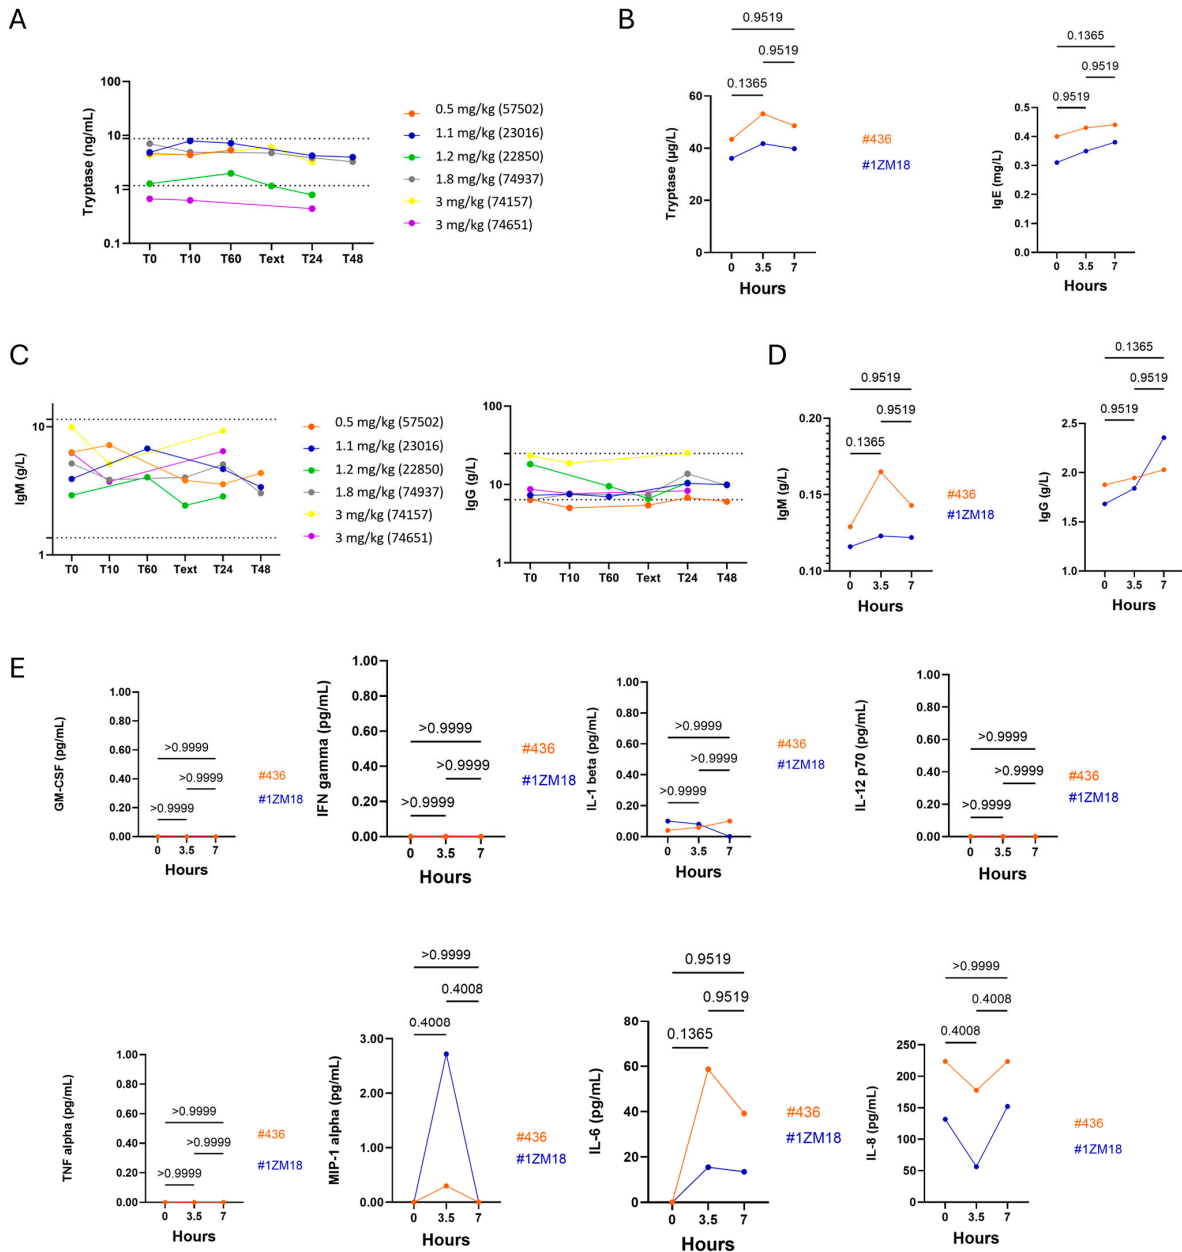 A
Tryptase (ng/mL)
100
10
1
0.1
T0 T10 T60 Text T24 T48
0.5 mg/kg (57502)
1.1 mg/kg (23016)
1.2 mg/kg (22850)
1.8 mg/kg (74937)
3 mg/kg (74157)
3 mg/kg (74651)
B
0.9519
0.9519
0.1365
Tryptase (µg/L)
60
40
20
0
0 3.5 7
Hours
#436
#1ZM18
0.1365
0.9519
0.9519
IgE (mg/L)
0.5
0.4
0.3
0.2
0.1
0.0
0 3.5 7
Hours
C
IgM (g/L)
10
1
T0 T10 T60 Text T24 T48
0.5 mg/kg (57502)
1.1 mg/kg (23016)
1.2 mg/kg (22850)
1.8 mg/kg (74937)
3 mg/kg (74157)
3 mg/kg (74651)
IgG (g/L)
100
10
1
T0 T10 T60 Text T24 T48
D
0.9519
0.9519
0.1365
IgM (g/L)
0.20
0.15
0.10
0 3.5 7
Hours
#436
#1ZM18
0.1365
0.9519
0.9519
IgG (g/L)
2.5
2.0
1.5
1.0
0 3.5 7
Hours
E
GM-CSF (pg/mL)
1.00
0.80
0.60
0.40
0.20
0.00
>0.9999
>0.9999
>0.9999
0 3.5 7
Hours
#436
#1ZM18
IFN gamma (pg/mL)
1.00
0.80
0.60
0.40
0.20
0.00
>0.9999
>0.9999
>0.9999
0 3.5 7
Hours
#436
#1ZM18
IL-1 beta (pg/mL)
1.00
0.80
0.60
0.40
0.20
0.00
>0.9999
>0.9999
>0.9999
0 3.5 7
Hours
#436
#1ZM18
IL-12 p70 (pg/mL)
1.00
0.80
0.60
0.40
0.20
0.00
>0.9999
>0.9999
>0.9999
0 3.5 7
Hours
#436
#1ZM18
TNF alpha (pg/mL)
1.00
0.80
0.60
0.40
0.20
0.00
>0.9999
>0.9999
>0.9999
0 3.5 7
Hours
#436
#1ZM18
>0.9999
0.4008
0.4008
MIP-1 alpha (pg/mL)
3.00
2.00
1.00
0.00
0 3.5 7
Hours
#436
#1ZM18
0.9519
0.9519
0.1365
IL-6 (pg/mL)
80
60
40
20
0
0 3.5 7
Hours
#436
#1ZM18
>0.9999
0.4008
0.4008
IL-8 (pg/mL)
250
200
150
100
50
0
0 3.5 7
Hours
#436
#1ZM18